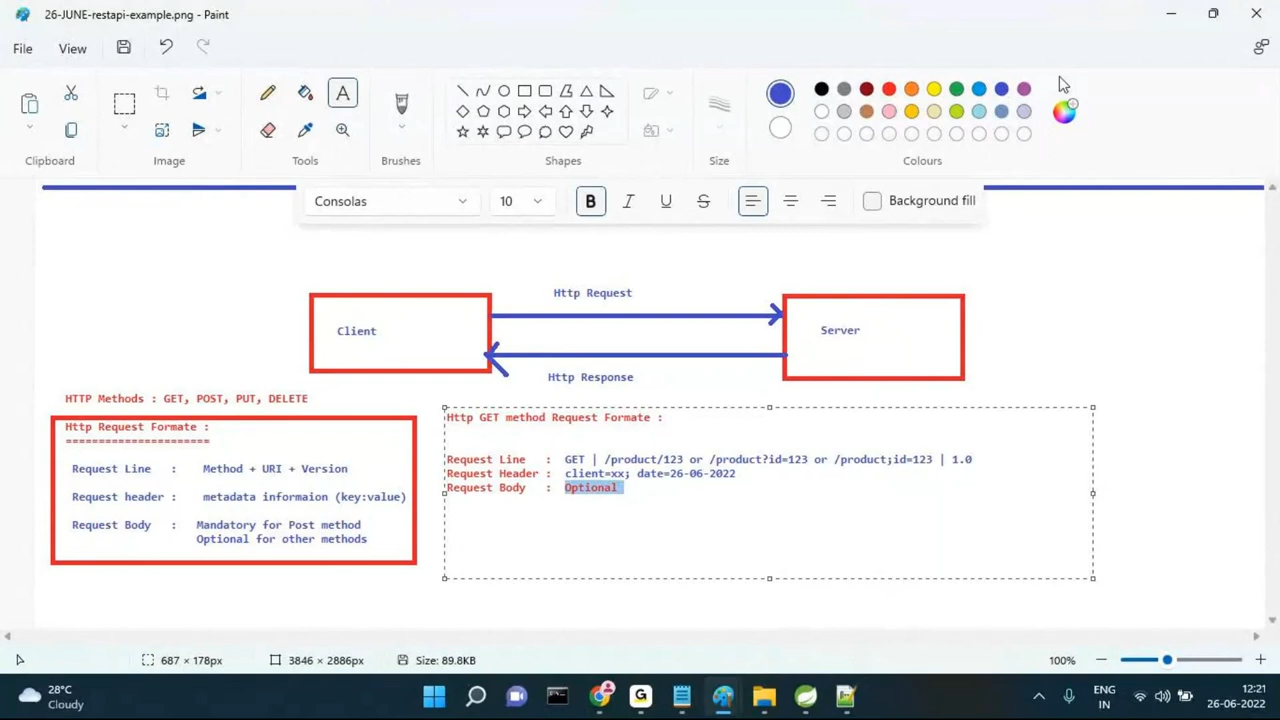 26-JUNE-restapi-example.png - Paint
File
View
Clipboard
Image
Tools
Brushes
Shapes
Size
Colours
Consolas
10
B
I
U
S
Background fill
Http Request
Client
Server
Http Response
HTTP Methods : GET, POST, PUT, DELETE
Http Request Formate :
======================
Request Line : Method + URI + Version
Request header : metadata informaion (key:value)
Request Body : Mandatory for Post method
Optional for other methods
Http GET method Request Formate :
Request Line : GET | /product/123 or /product?id=123 or /product;id=123 | 1.0
Request Header : client=xx; date=26-06-2022
Request Body : Optional
687 × 178px
3846 × 2886px
Size: 89.8KB
100%
28°C
Cloudy
ENG
IN
12:21
26-06-2022